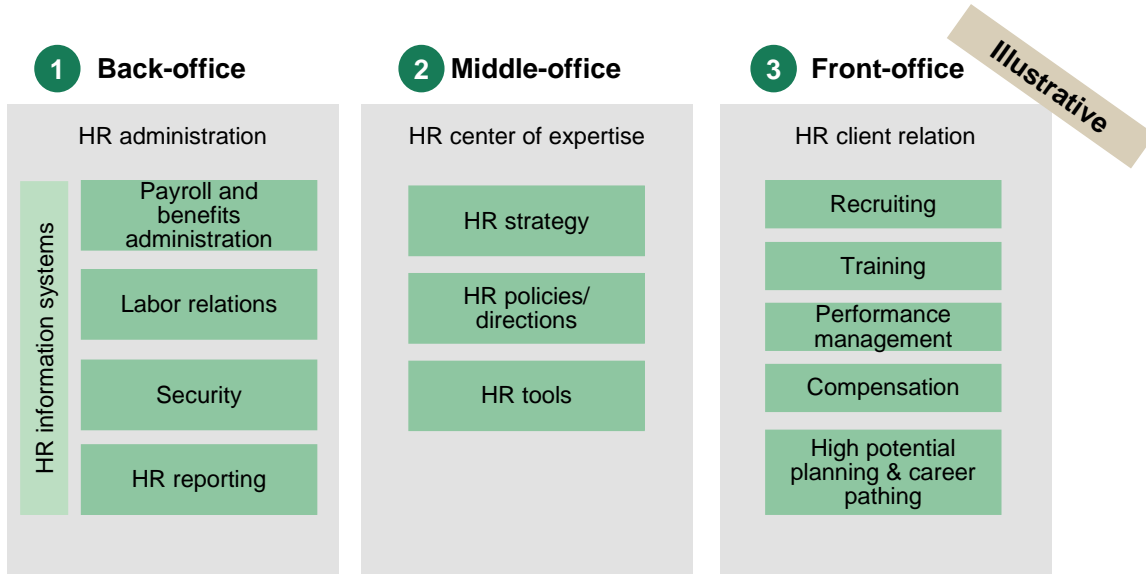 1 Back-office
HR administration
HR information systems
Payroll and
benefits
administration
Labor relations
Security
HR reporting
2 Middle-office
HR center of expertise
HR strategy
HR policies/
directions
HR tools
3 Front-office
HR client relation
Recruiting
Training
Performance
management
Compensation
High potential
planning & career
pathing
Illustrative